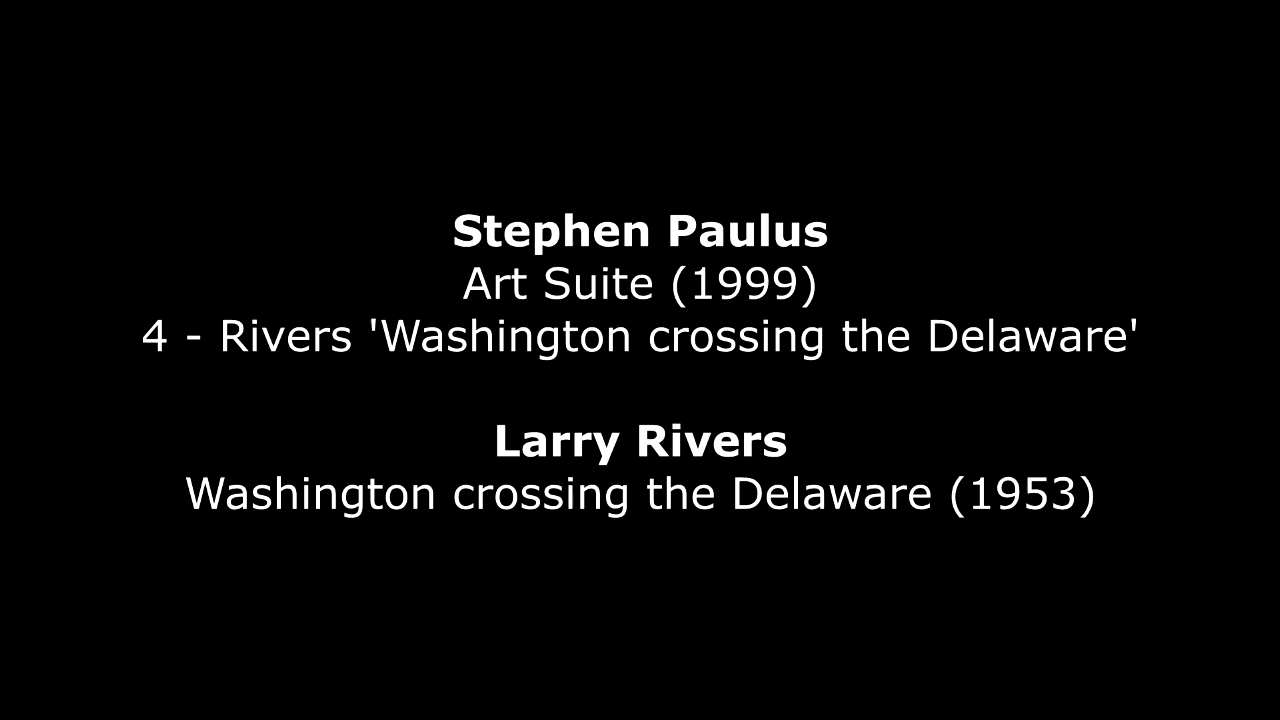 Stephen Paulus
Art Suite (1999)
4 - Rivers 'Washington crossing the Delaware'
Larry Rivers
Washington crossing the Delaware (1953)